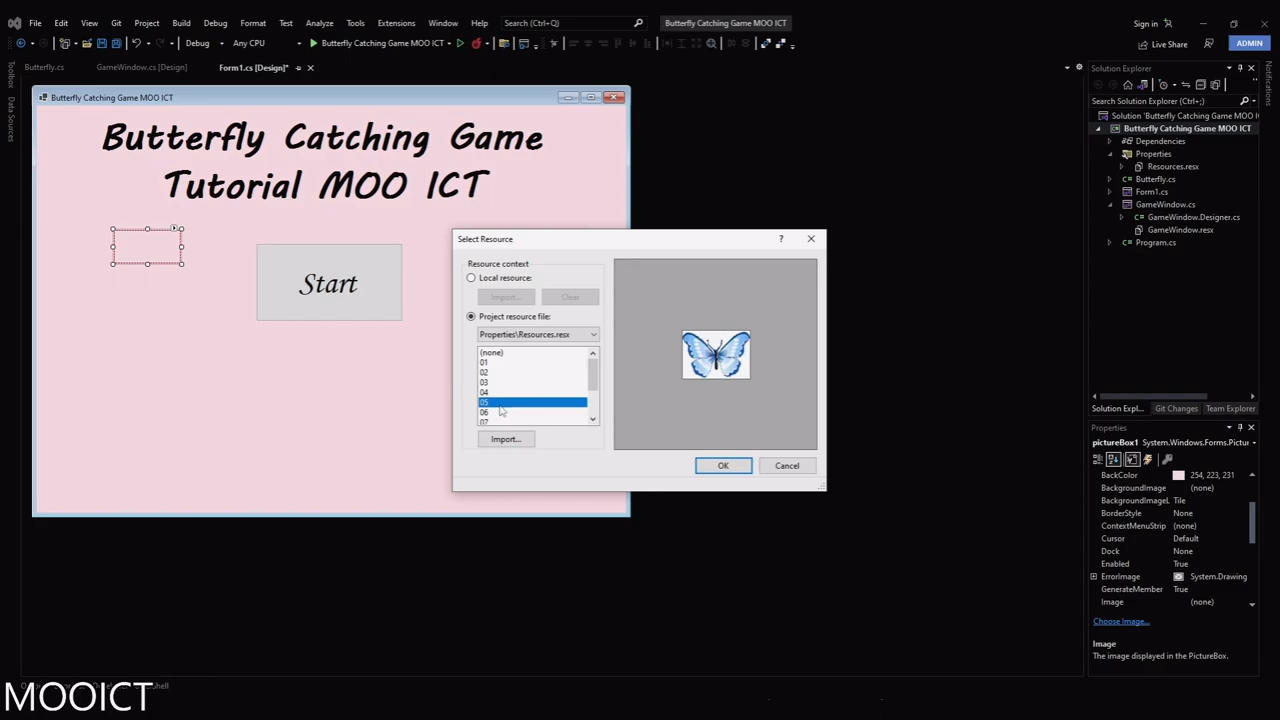 File Edit View Git Project Build Debug Format Test Analyze Tools Extensions Window Help Search (Ctrl+Q) Butterfly Catching Game MOO ICT Sign in
Debug Any CPU Butterfly Catching Game MOO ICT Live Share ADMIN
Toolbox
Data Sources
Butterfly.cs GameWindow.cs [Design] Form1.cs [Design]*
Butterfly Catching Game MOO ICT
Butterfly Catching Game
Tutorial MOO ICT
Start
Select Resource
Resource context
Local resource:
Import... Clear
Project resource file:
Properties\Resources.resx
(none)
01
02
03
04
05
06
07
Import...
OK Cancel
Solution Explorer
Search Solution Explorer (Ctrl+;)
Solution 'Butterfly Catching Game MOO
Butterfly Catching Game MOO ICT
Dependencies
Properties
Resources.resx
Butterfly.cs
Form1.cs
GameWindow.cs
GameWindow.Designer.cs
GameWindow.resx
Program.cs
Solution Expl... Git Changes Team Explorer
Properties
pictureBox1 System.Windows.Forms.Pictur
BackColor 254, 223, 231
BackgroundImage (none)
BackgroundImageL Tile
BorderStyle None
ContextMenuStrip (none)
Cursor Default
Dock None
Enabled True
ErrorImage System.Drawing
GenerateMember True
Image (none)
Choose Image...
Image
The image displayed in the PictureBox.
Notifications
MOOICT